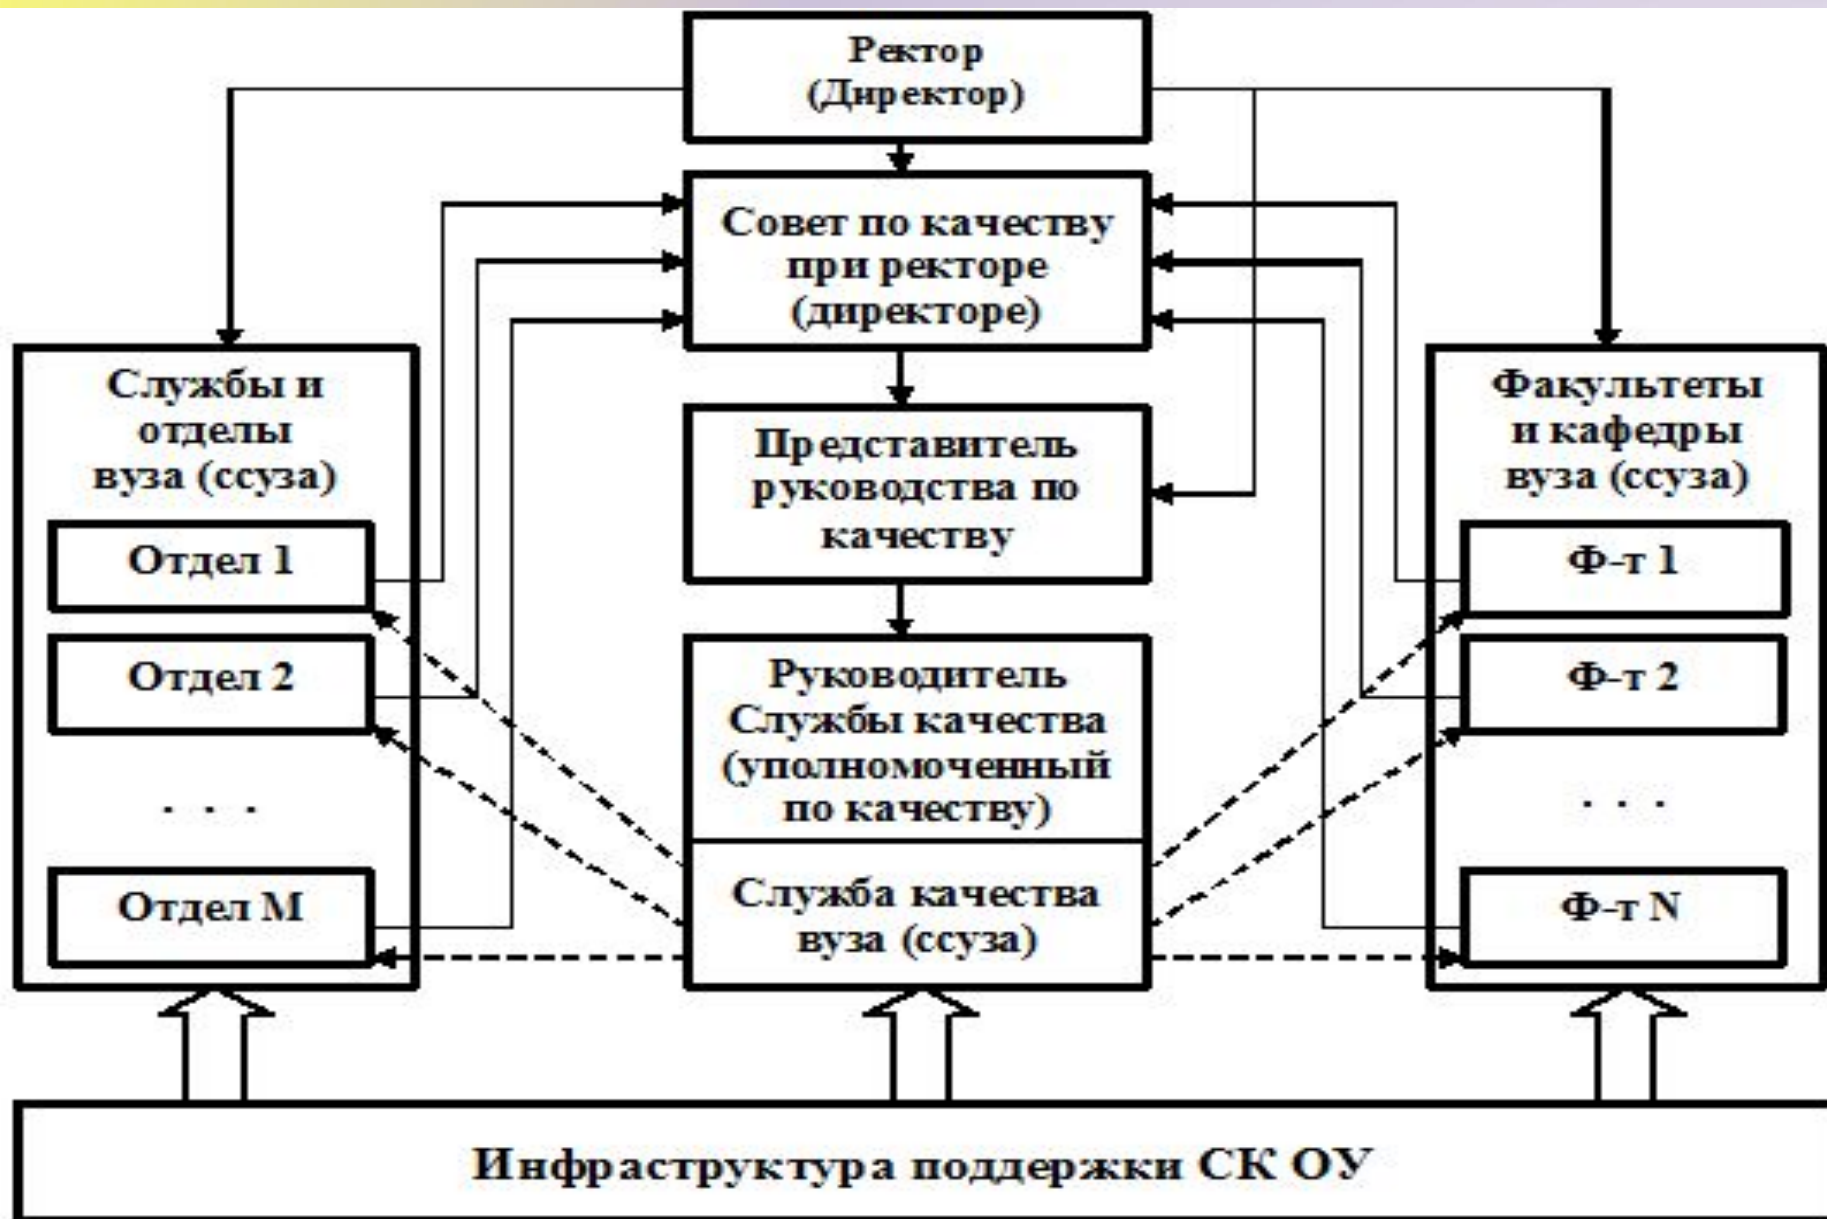 Ректор
(Директор)
Совет по качеству
при ректоре
(директоре)
Службы и
отделы
вуза (ссуза)
Отдел 1
Отдел 2
. . .
Отдел M
Представитель
руководства по
качеству
Руководитель
Службы качества
(уполномоченный
по качеству)
Служба качества
вуза (ссуза)
Факультеты
и кафедры
вуза (ссуза)
Ф-т 1
Ф-т 2
. . .
Ф-т N
Инфраструктура поддержки СК ОУ